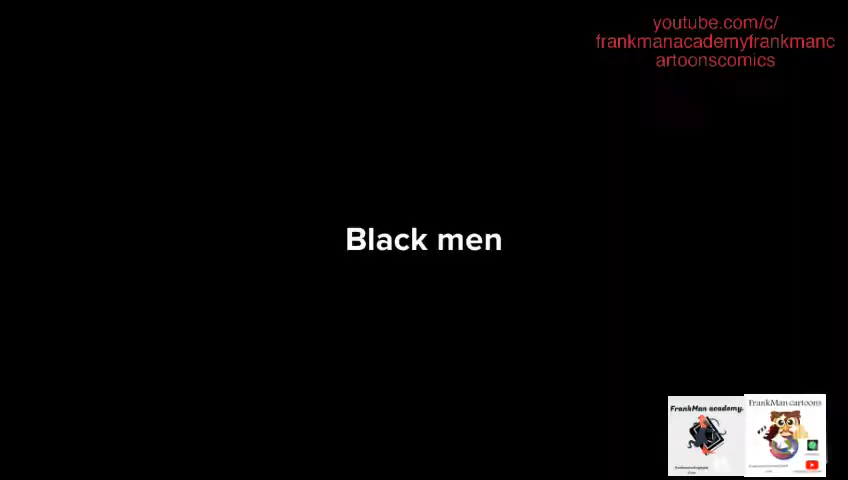 youtube.com/c/
frankmanacademyfrankmanc
artoonscomics
Black men
FrankMan academy.
FrankMan cartoons